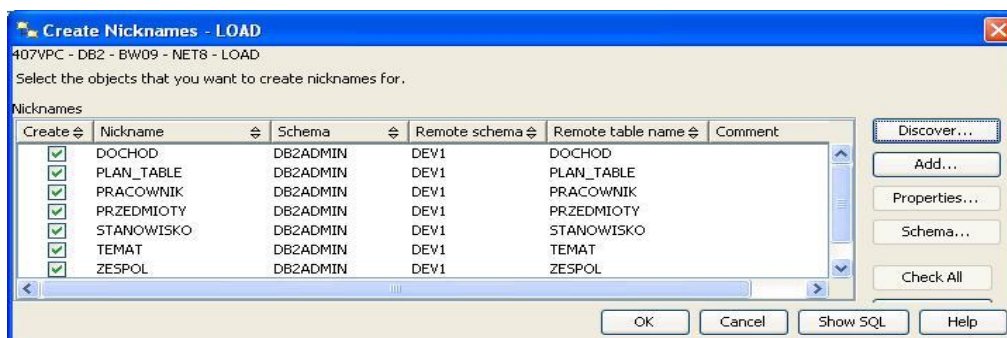 Create Nicknames - LOAD
407VPC - DB2 - BW09 - NET8 - LOAD
Select the objects that you want to create nicknames for.
Nicknames
Create Nickname Schema Remote schema Remote table name Comment
DOCHOD DB2ADMIN DEV1 DOCHOD
PLAN_TABLE DB2ADMIN DEV1 PLAN_TABLE
PRACOWNIK DB2ADMIN DEV1 PRACOWNIK
PRZEDMIOTY DB2ADMIN DEV1 PRZEDMIOTY
STANOWISKO DB2ADMIN DEV1 STANOWISKO
TEMAT DB2ADMIN DEV1 TEMAT
ZESPOL DB2ADMIN DEV1 ZESPOL
Discover...
Add...
Properties...
Schema...
Check All
OK Cancel Show SQL Help